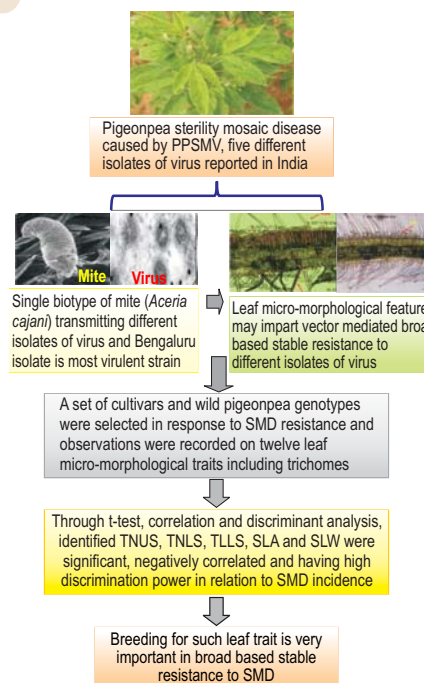 Pigeonpea sterility mosaic disease
caused by PPSMV, five different
isolates of virus reported in India
Mite
Virus
Single biotype of mite (Aceria
cajani) transmitting different
isolates of virus and Bengaluru
isolate is most virulent strain
Leaf micro-morphological feature
may impart vector mediated broa
based stable resistance to
different isolates of virus
A set of cultivars and wild pigeonpea genotypes
were selected in response to SMD resistance and
observations were recorded on twelve leaf
micro-morphological traits including trichomes
Through t-test, correlation and discriminant analysis,
identified TNUS, TNLS, TLLS, SLA and SLW were
significant, negatively correlated and having high
discrimination power in relation to SMD incidence
Breeding for such leaf trait is very
important in broad based stable
resistance to SMD